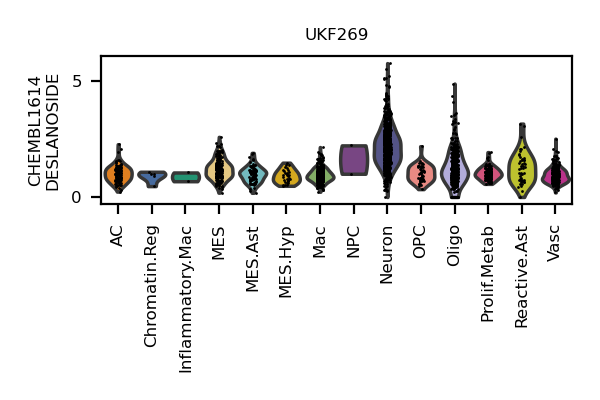 UKF269
CHEMBL1614
DESLANOSIDE
5
0
AC
Chromatin.Reg
Inflammatory.Mac
MES
MES.Ast
MES.Hyp
Mac
NPC
Neuron
OPC
Oligo
Prolif.Metab
Reactive.Ast
Vasc